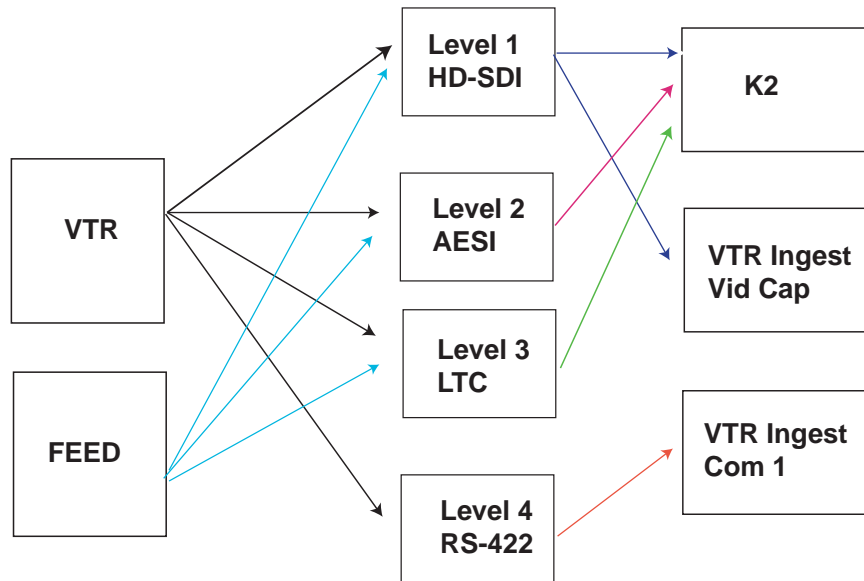 VTR
FEED
Level 1
HD-SDI
Level 2
AESI
Level 3
LTC
Level 4
RS-422
K2
VTR Ingest
Vid Cap
VTR Ingest
Com 1